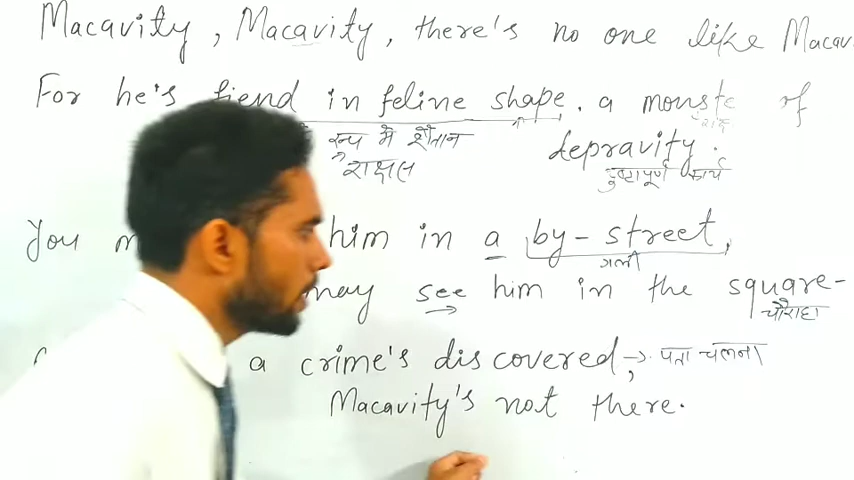 Macavity, Macavity, there's no one like Macav
For he's fiend in feline shape. a monste of
रूप में शैतान depravity.
राक्षस दुष्टापूर्ण कार्य
You him in a by-street,
गली
may see him in the square-
चौराहा
a crime's discovered, → पता चलना
Macavity's not there.